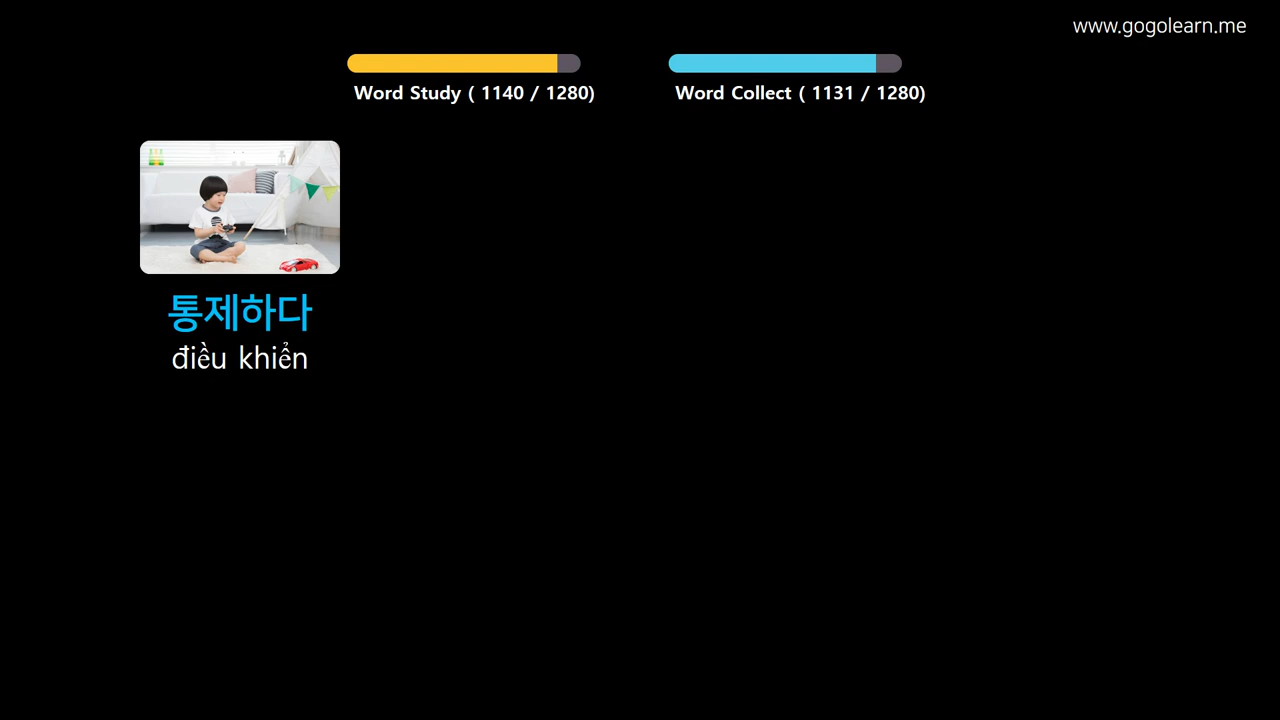 www.gogolearn.me
Word Study ( 1140 / 1280)
Word Collect ( 1131 / 1280)
통제하다
điều khiển